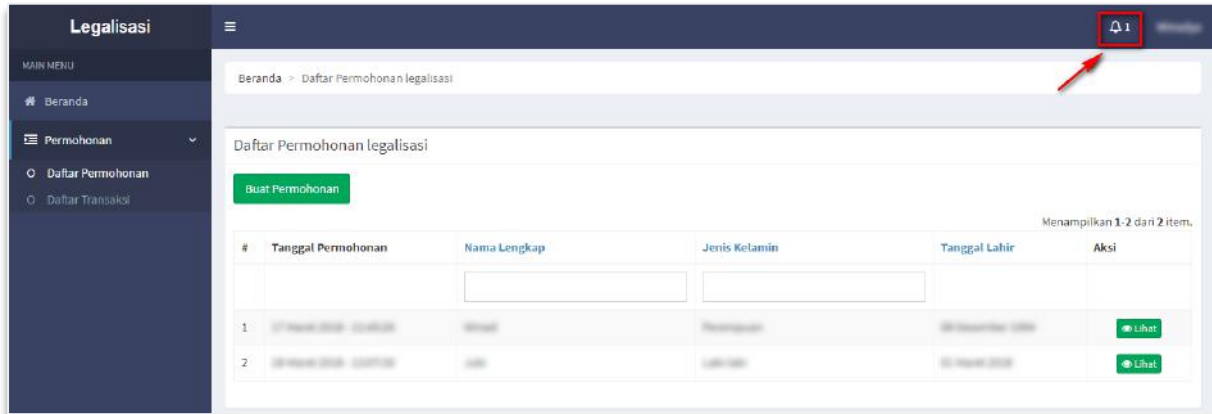 Legalisasi
1
MAIN MENU
Beranda > Daftar Permohonan legalisasi
Beranda
Permohonan
Daftar Permohonan legalisasi
Daftar Permohonan
Buat Permohonan
Daftar Transaksi
Menampilkan 1-2 dari 2 item.
# Tanggal Permohonan Nama Lengkap Jenis Kelamin Tanggal Lahir Aksi
1 Lihat
2 Lihat